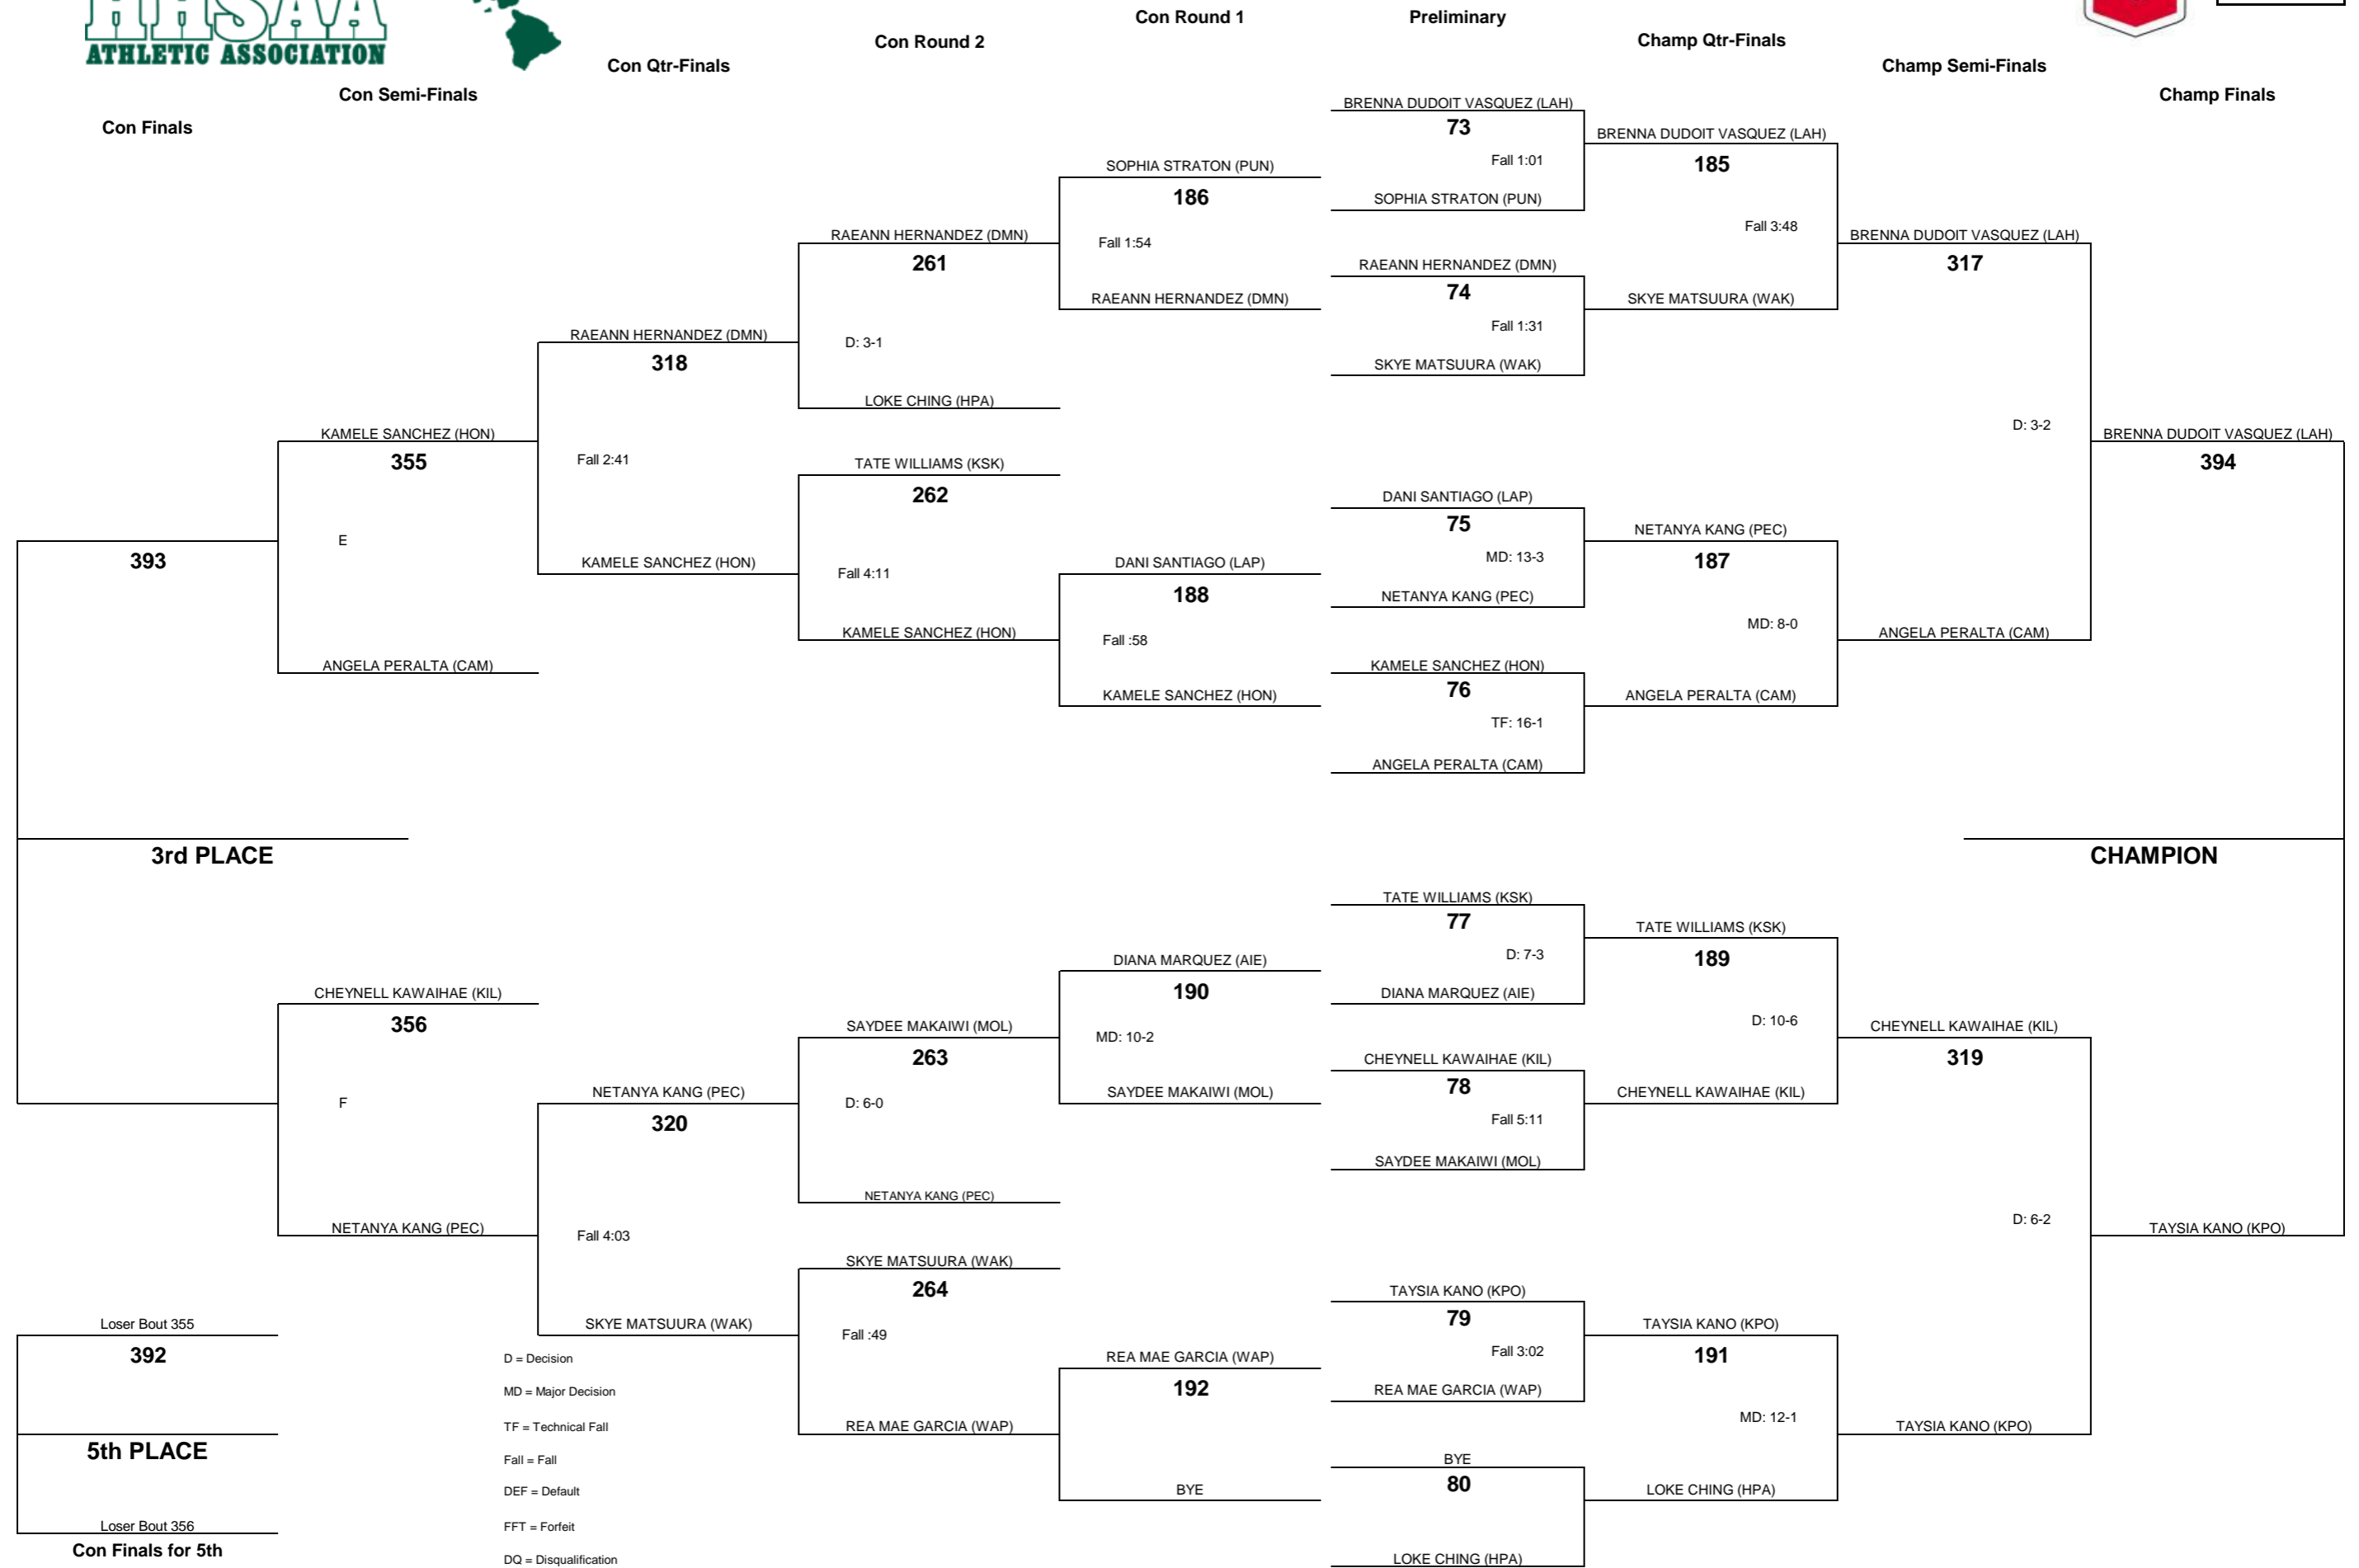 HHSAA
ATHLETIC ASSOCIATION
Con Round 1
Preliminary
Con Round 2
Champ Qtr-Finals
Con Qtr-Finals
Champ Semi-Finals
Con Semi-Finals
Champ Finals
Con Finals
BRENNA DUDOIT VASQUEZ (LAH)
73
Fall 1:01
SOPHIA STRATON (PUN)
RAEANN HERNANDEZ (DMN)
74
Fall 1:31
SKYE MATSUURA (WAK)
DANI SANTIAGO (LAP)
75
MD: 13-3
NETANYA KANG (PEC)
KAMELE SANCHEZ (HON)
76
TF: 16-1
ANGELA PERALTA (CAM)
TATE WILLIAMS (KSK)
77
D: 7-3
DIANA MARQUEZ (AIE)
CHEYNELL KAWAIHAE (KIL)
78
Fall 5:11
SAYDEE MAKAIWI (MOL)
TAYSIA KANO (KPO)
79
Fall 3:02
REA MAE GARCIA (WAP)
BYE
80
LOKE CHING (HPA)
BRENNA DUDOIT VASQUEZ (LAH)
185
Fall 3:48
SKYE MATSUURA (WAK)
NETANYA KANG (PEC)
187
MD: 8-0
ANGELA PERALTA (CAM)
TATE WILLIAMS (KSK)
189
D: 10-6
CHEYNELL KAWAIHAE (KIL)
TAYSIA KANO (KPO)
191
MD: 12-1
LOKE CHING (HPA)
BRENNA DUDOIT VASQUEZ (LAH)
317
D: 3-2
ANGELA PERALTA (CAM)
CHEYNELL KAWAIHAE (KIL)
319
D: 6-2
TAYSIA KANO (KPO)
BRENNA DUDOIT VASQUEZ (LAH)
394
CHAMPION
TAYSIA KANO (KPO)
SOPHIA STRATON (PUN)
186
Fall 1:54
RAEANN HERNANDEZ (DMN)
DANI SANTIAGO (LAP)
188
Fall :58
KAMELE SANCHEZ (HON)
DIANA MARQUEZ (AIE)
190
MD: 10-2
SAYDEE MAKAIWI (MOL)
REA MAE GARCIA (WAP)
192
BYE
RAEANN HERNANDEZ (DMN)
261
D: 3-1
LOKE CHING (HPA)
TATE WILLIAMS (KSK)
262
Fall 4:11
KAMELE SANCHEZ (HON)
SAYDEE MAKAIWI (MOL)
263
D: 6-0
NETANYA KANG (PEC)
SKYE MATSUURA (WAK)
264
Fall :49
REA MAE GARCIA (WAP)
RAEANN HERNANDEZ (DMN)
318
Fall 2:41
KAMELE SANCHEZ (HON)
NETANYA KANG (PEC)
320
Fall 4:03
SKYE MATSUURA (WAK)
KAMELE SANCHEZ (HON)
355
E
ANGELA PERALTA (CAM)
CHEYNELL KAWAIHAE (KIL)
356
F
NETANYA KANG (PEC)
393
3rd PLACE
Loser Bout 355
392
5th PLACE
Loser Bout 356
Con Finals for 5th
D = Decision
MD = Major Decision
TF = Technical Fall
Fall = Fall
DEF = Default
FFT = Forfeit
DQ = Disqualification